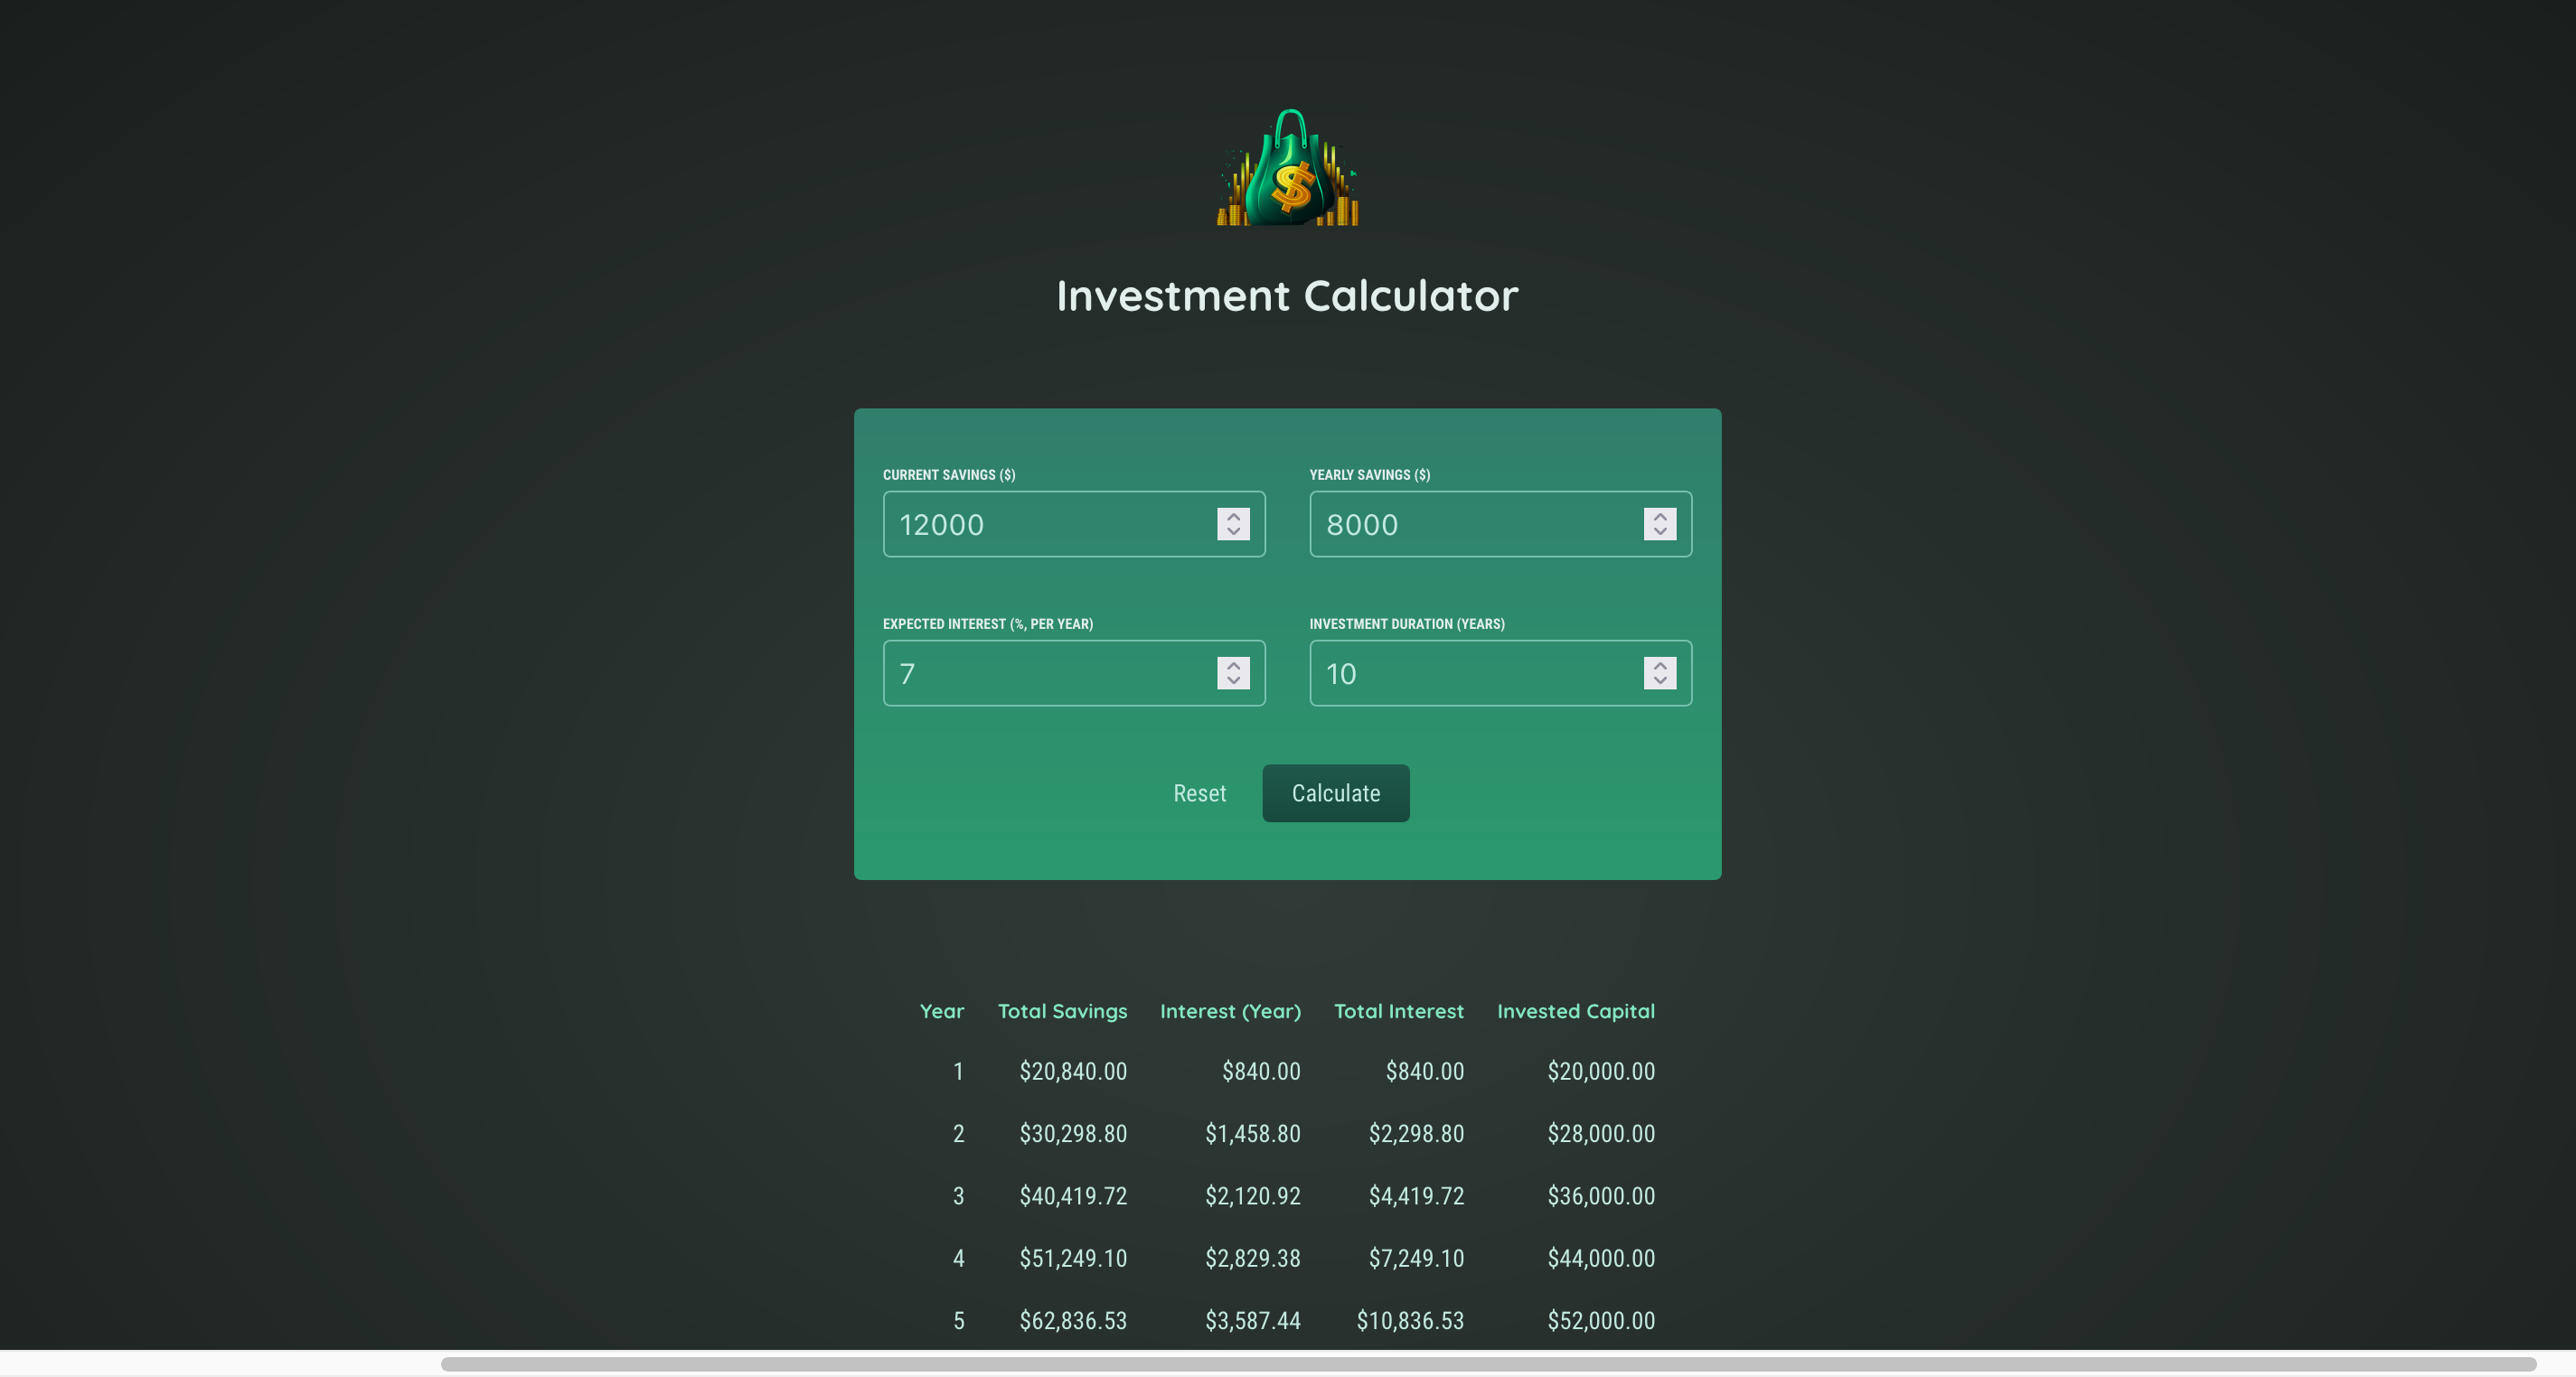 $
Investment Calculator
CURRENT SAVINGS ($) YEARLY SAVINGS ($)
12000 8000
EXPECTED INTEREST (%, PER YEAR) INVESTMENT DURATION (YEARS)
7 10
Reset Calculate
Year Total Savings Interest (Year) Total Interest Invested Capital
1 $20,840.00 $840.00 $840.00 $20,000.00
2 $30,298.80 $1,458.80 $2,298.80 $28,000.00
3 $40,419.72 $2,120.92 $4,419.72 $36,000.00
4 $51,249.10 $2,829.38 $7,249.10 $44,000.00
5 $62,836.53 $3,587.44 $10,836.53 $52,000.00